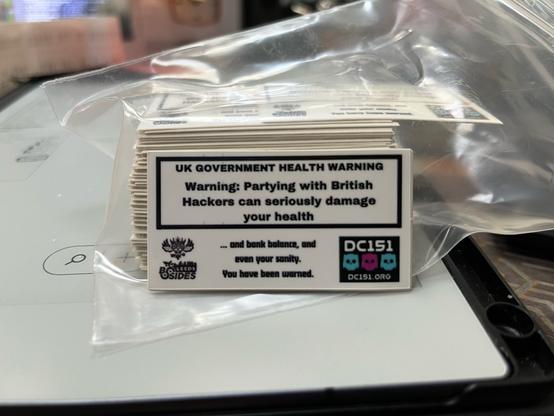 UK GOVERNMENT HEALTH WARNING
Warning: Partying with British
Hackers can seriously damage
your health
... and bank balance, and
even your sanity.
You have been warned.
LEEDS
BSIDES
DC151
DC151.ORG